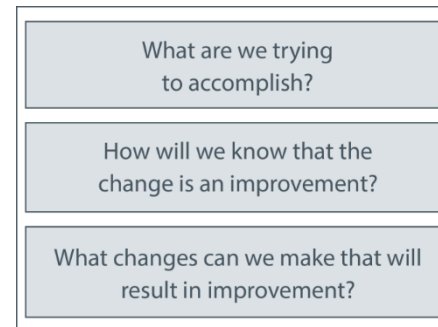 What are we trying
to accomplish?
How will we know that the
change is an improvement?
What changes can we make that will
result in improvement?